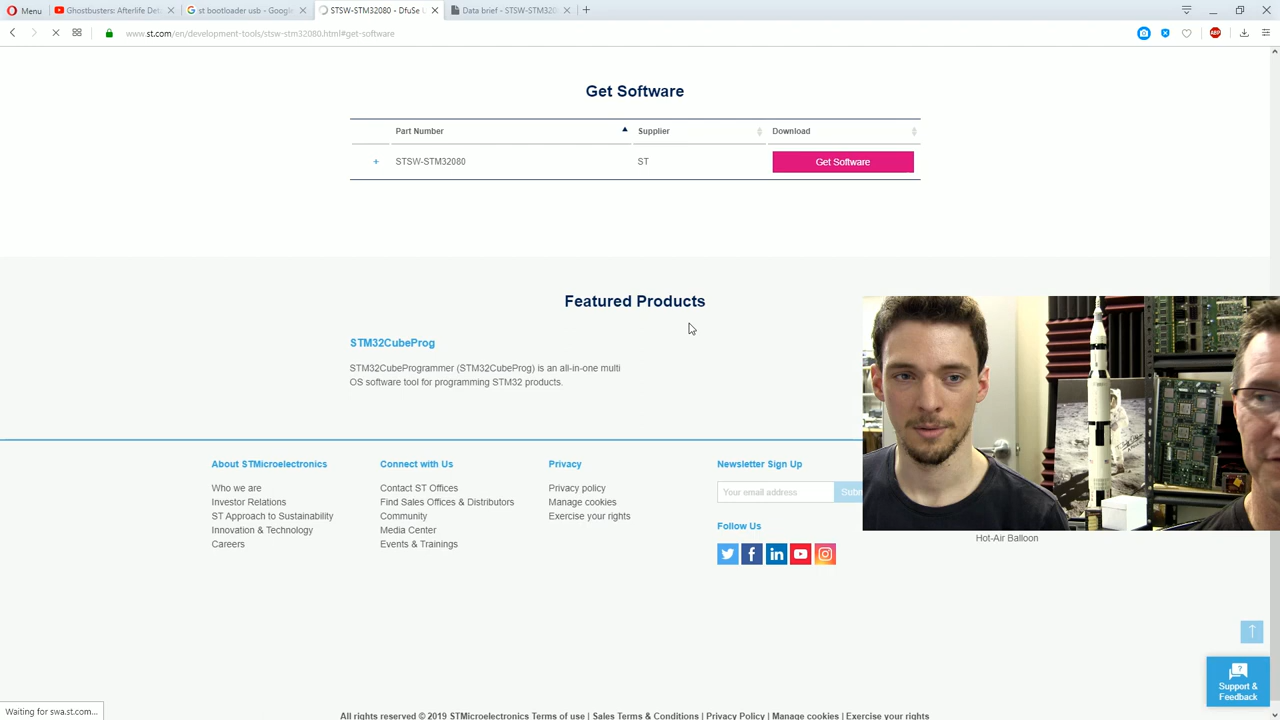 Menu
Ghostbusters: Afterlife Deta
st bootloader usb - Google
STSW-STM32080 - DfuSe U
Data brief - STSW-STM320
www.st.com/en/development-tools/stsw-stm32080.html#get-software
ABP
Get Software
Part Number
Supplier
Download
+ STSW-STM32080
ST
Get Software
Featured Products
STM32CubeProg
STM32CubeProgrammer (STM32CubeProg) is an all-in-one multi
OS software tool for programming STM32 products.
About STMicroelectronics
Who we are
Investor Relations
ST Approach to Sustainability
Innovation & Technology
Careers
Connect with Us
Contact ST Offices
Find Sales Offices & Distributors
Community
Media Center
Events & Trainings
Privacy
Privacy policy
Manage cookies
Exercise your rights
Newsletter Sign Up
Your email address
Subm
Follow Us
Hot-Air Balloon
Support &
Feedback
Waiting for swa.st.com...
All rights reserved © 2019 STMicroelectronics Terms of use | Sales Terms & Conditions | Privacy Policy | Manage cookies | Exercise your rights